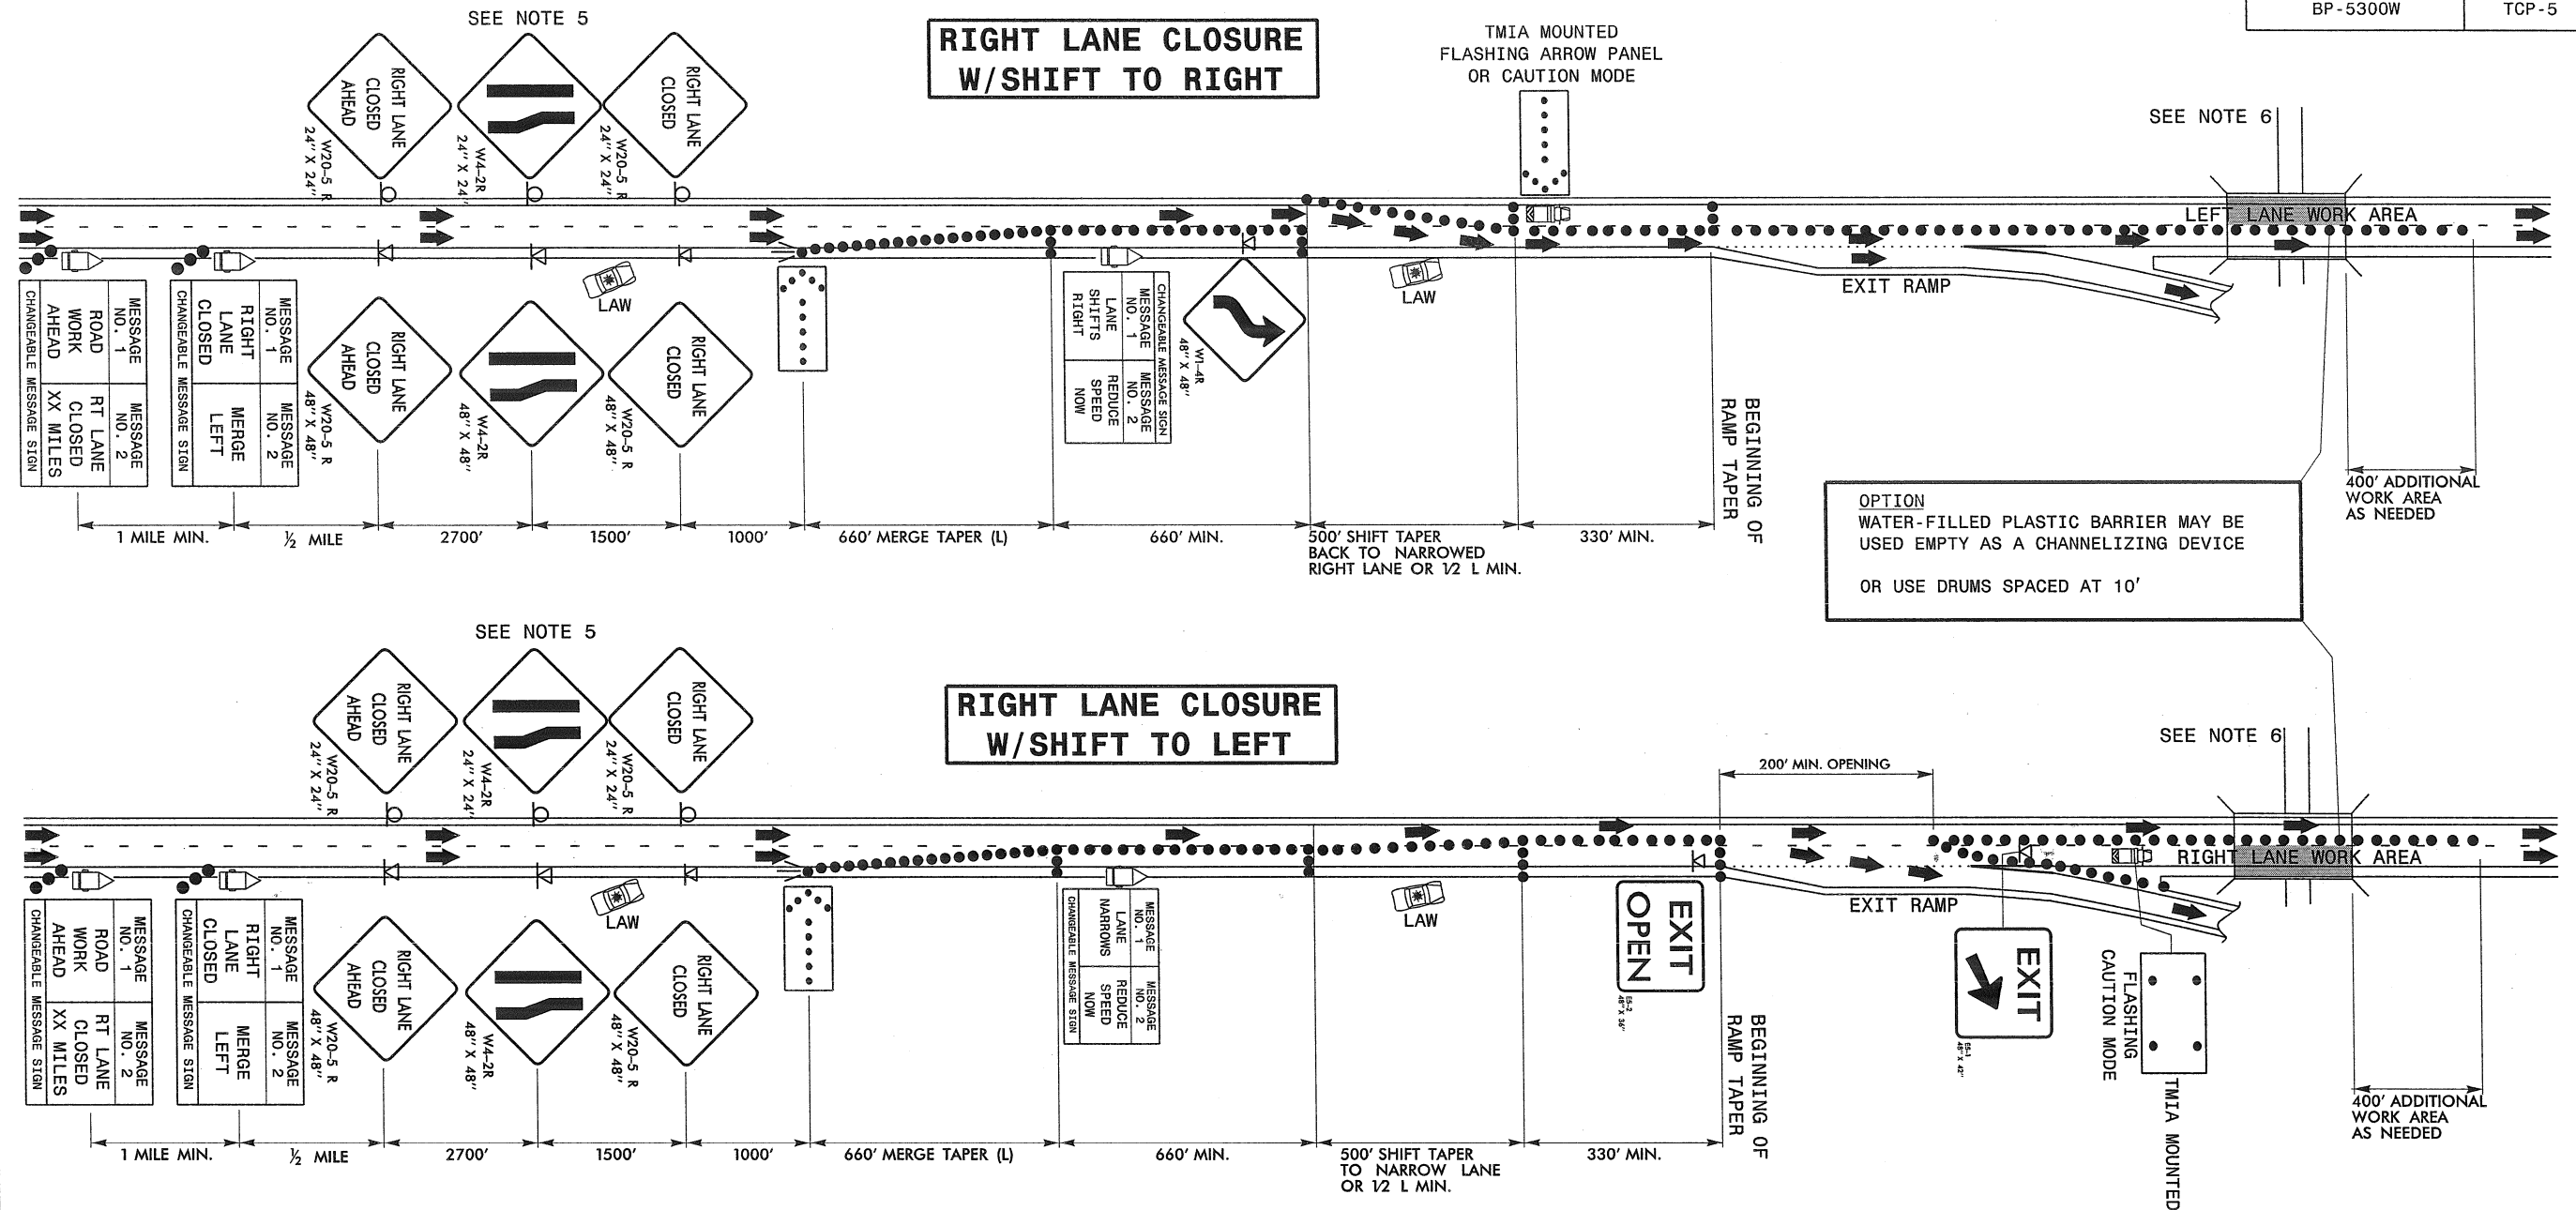 BP-5300W
TCP-5
SEE NOTE 5
RIGHT LANE CLOSURE
W/SHIFT TO RIGHT
TMIA MOUNTED
FLASHING ARROW PANEL
OR CAUTION MODE
SEE NOTE 6
RIGHT LANE
CLOSED
AHEAD
W20-5 R
24" X 24"
W4-2R
24" X 24"
RIGHT LANE
CLOSED
W20-5 R
24" X 24"
LEFT LANE WORK AREA
EXIT RAMP
LAW
LAW
MESSAGE
NO. 1
ROAD
WORK
AHEAD
MESSAGE
NO. 2
RT LANE
CLOSED
XX MILES
CHANGEABLE MESSAGE SIGN
MESSAGE
NO. 1
RIGHT
LANE
CLOSED
MESSAGE
NO. 2
MERGE
LEFT
CHANGEABLE MESSAGE SIGN
RIGHT LANE
CLOSED
AHEAD
W20-5 R
48" X 48"
W4-2R
48" X 48"
RIGHT LANE
CLOSED
W20-5 R
48" X 48"
CHANGEABLE MESSAGE SIGN
MESSAGE
NO. 1
LANE
SHIFTS
RIGHT
MESSAGE
NO. 2
REDUCE
SPEED
NOW
W1-4R
48" X 48"
BEGINNING OF
RAMP TAPER
1 MILE MIN.
½ MILE
2700'
1500'
1000'
660' MERGE TAPER (L)
660' MIN.
500' SHIFT TAPER
BACK TO NARROWED
RIGHT LANE OR 1/2 L MIN.
330' MIN.
400' ADDITIONAL
WORK AREA
AS NEEDED
OPTION
WATER-FILLED PLASTIC BARRIER MAY BE
USED EMPTY AS A CHANNELIZING DEVICE
OR USE DRUMS SPACED AT 10'
SEE NOTE 5
RIGHT LANE CLOSURE
W/SHIFT TO LEFT
SEE NOTE 6
200' MIN. OPENING
RIGHT LANE
CLOSED
AHEAD
W20-5 R
24" X 24"
W4-2R
24" X 24"
RIGHT LANE
CLOSED
W20-5 R
24" X 24"
RIGHT LANE WORK AREA
EXIT RAMP
LAW
LAW
MESSAGE
NO. 1
ROAD
WORK
AHEAD
MESSAGE
NO. 2
RT LANE
CLOSED
XX MILES
CHANGEABLE MESSAGE SIGN
MESSAGE
NO. 1
RIGHT
LANE
CLOSED
MESSAGE
NO. 2
MERGE
LEFT
CHANGEABLE MESSAGE SIGN
RIGHT LANE
CLOSED
AHEAD
W20-5 R
48" X 48"
W4-2R
48" X 48"
RIGHT LANE
CLOSED
W20-5 R
48" X 48"
MESSAGE
NO. 1
LANE
NARROWS
MESSAGE
NO. 2
REDUCE
SPEED
NOW
CHANGEABLE MESSAGE SIGN
EXIT
OPEN
E5-2
48" X 36"
BEGINNING OF
RAMP TAPER
EXIT
E5-1
48" X 42"
FLASHING
CAUTION MODE
TMIA MOUNTED
1 MILE MIN.
½ MILE
2700'
1500'
1000'
660' MERGE TAPER (L)
660' MIN.
500' SHIFT TAPER
TO NARROW LANE
OR 1/2 L MIN.
330' MIN.
400' ADDITIONAL
WORK AREA
AS NEEDED